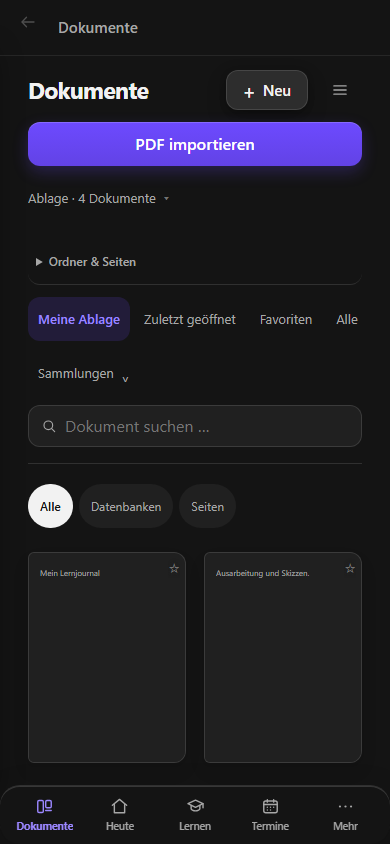 Dokumente
Dokumente
+ Neu
PDF importieren
Ablage · 4 Dokumente
Ordner & Seiten
Meine Ablage Zuletzt geöffnet Favoriten Alle
Sammlungen
Dokument suchen ...
Alle Datenbanken Seiten
Mein Lernjournal Ausarbeitung und Skizzen.
Dokumente Heute Lernen Termine Mehr